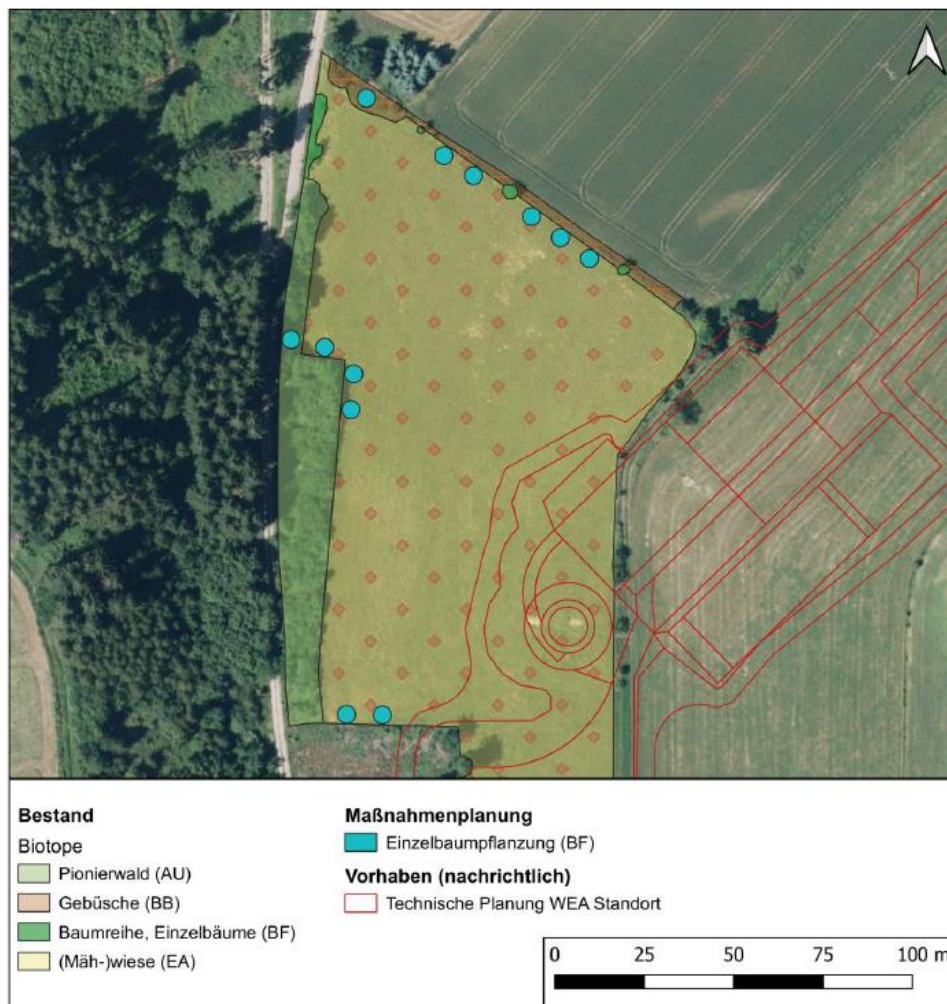 Bestand
Biotope
Pionierwald (AU)
Gebüsche (BB)
Baumreihe, Einzelbäume (BF)
(Mäh-)wiese (EA)
Maßnahmenplanung
Einzelbaumpflanzung (BF)
Vorhaben (nachrichtlich)
Technische Planung WEA Standort
0 25 50 75 100 m